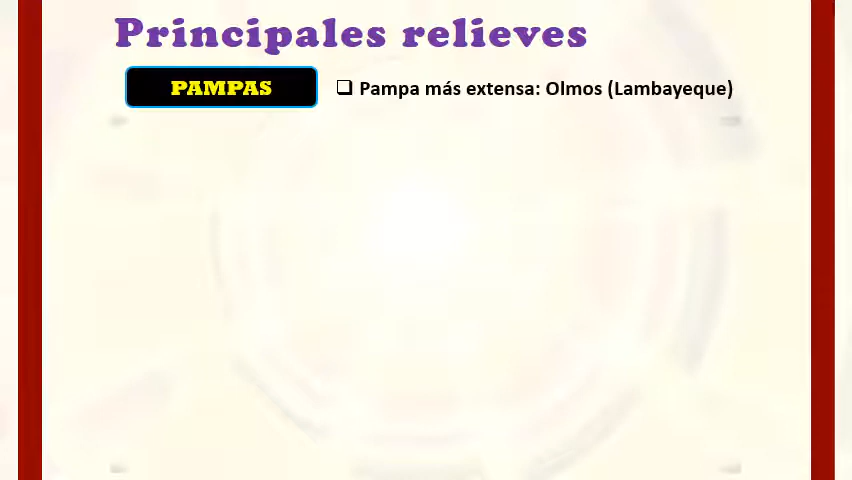 Principales relieves
PAMPAS
❑ Pampa más extensa: Olmos (Lambayeque)